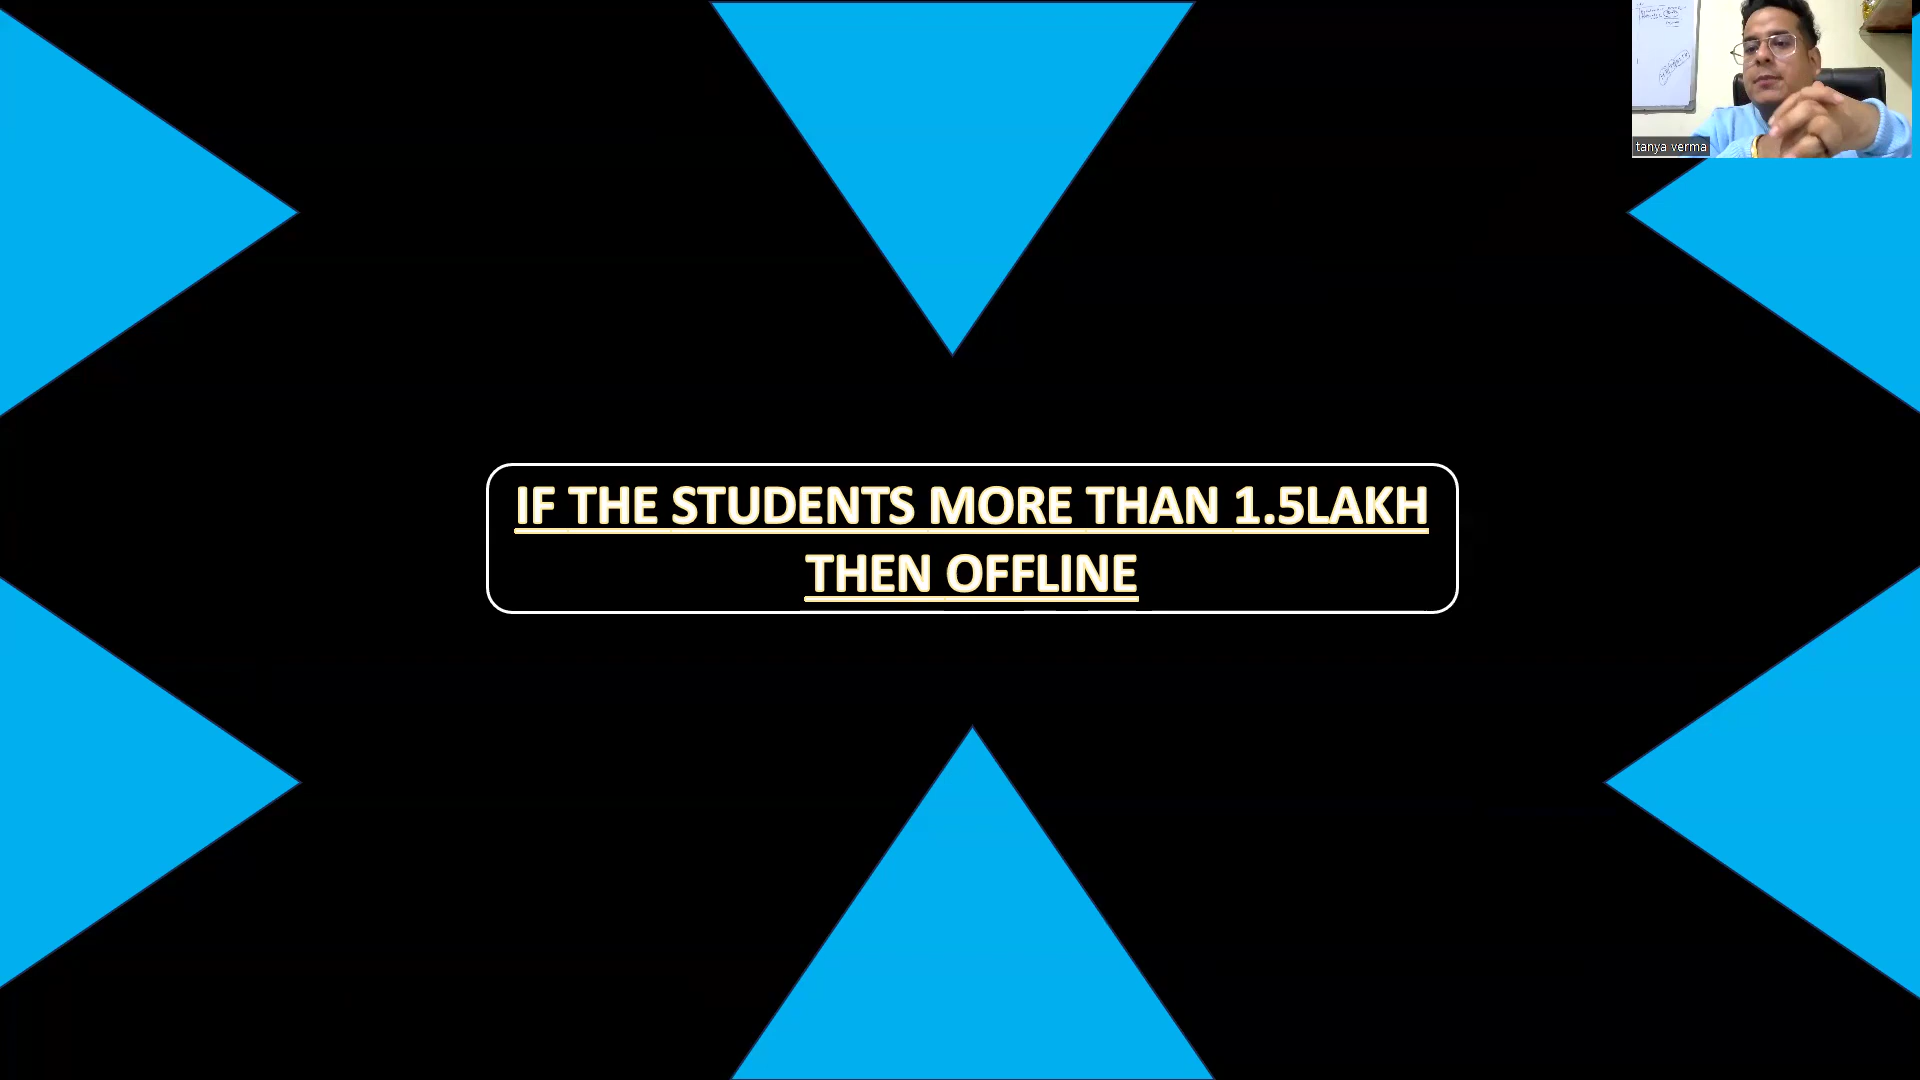 tanya verma
IF THE STUDENTS MORE THAN 1.5LAKH
THEN OFFLINE